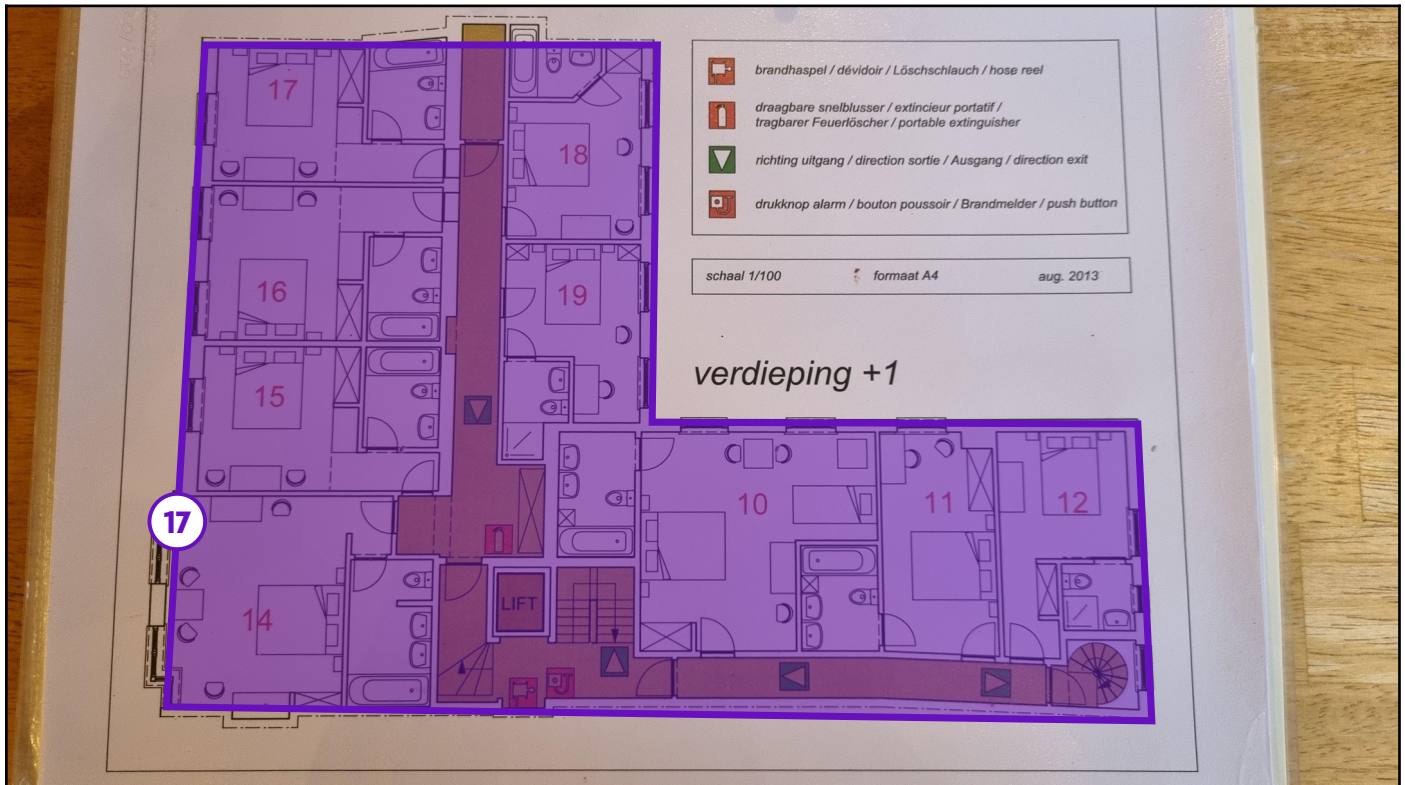 brandhaspel / dévidoir / Löschschlauch / hose reel
draagbare snelblusser / extincieur portatif /
tragbarer Feuerlöscher / portable extinguisher
richting uitgang / direction sortie / Ausgang / direction exit
drukknop alarm / bouton poussoir / Brandmelder / push button
schaal 1/100 formaat A4 aug. 2013
verdieping +1
17
18
16
19
15
10
11
12
17
14
LIFT